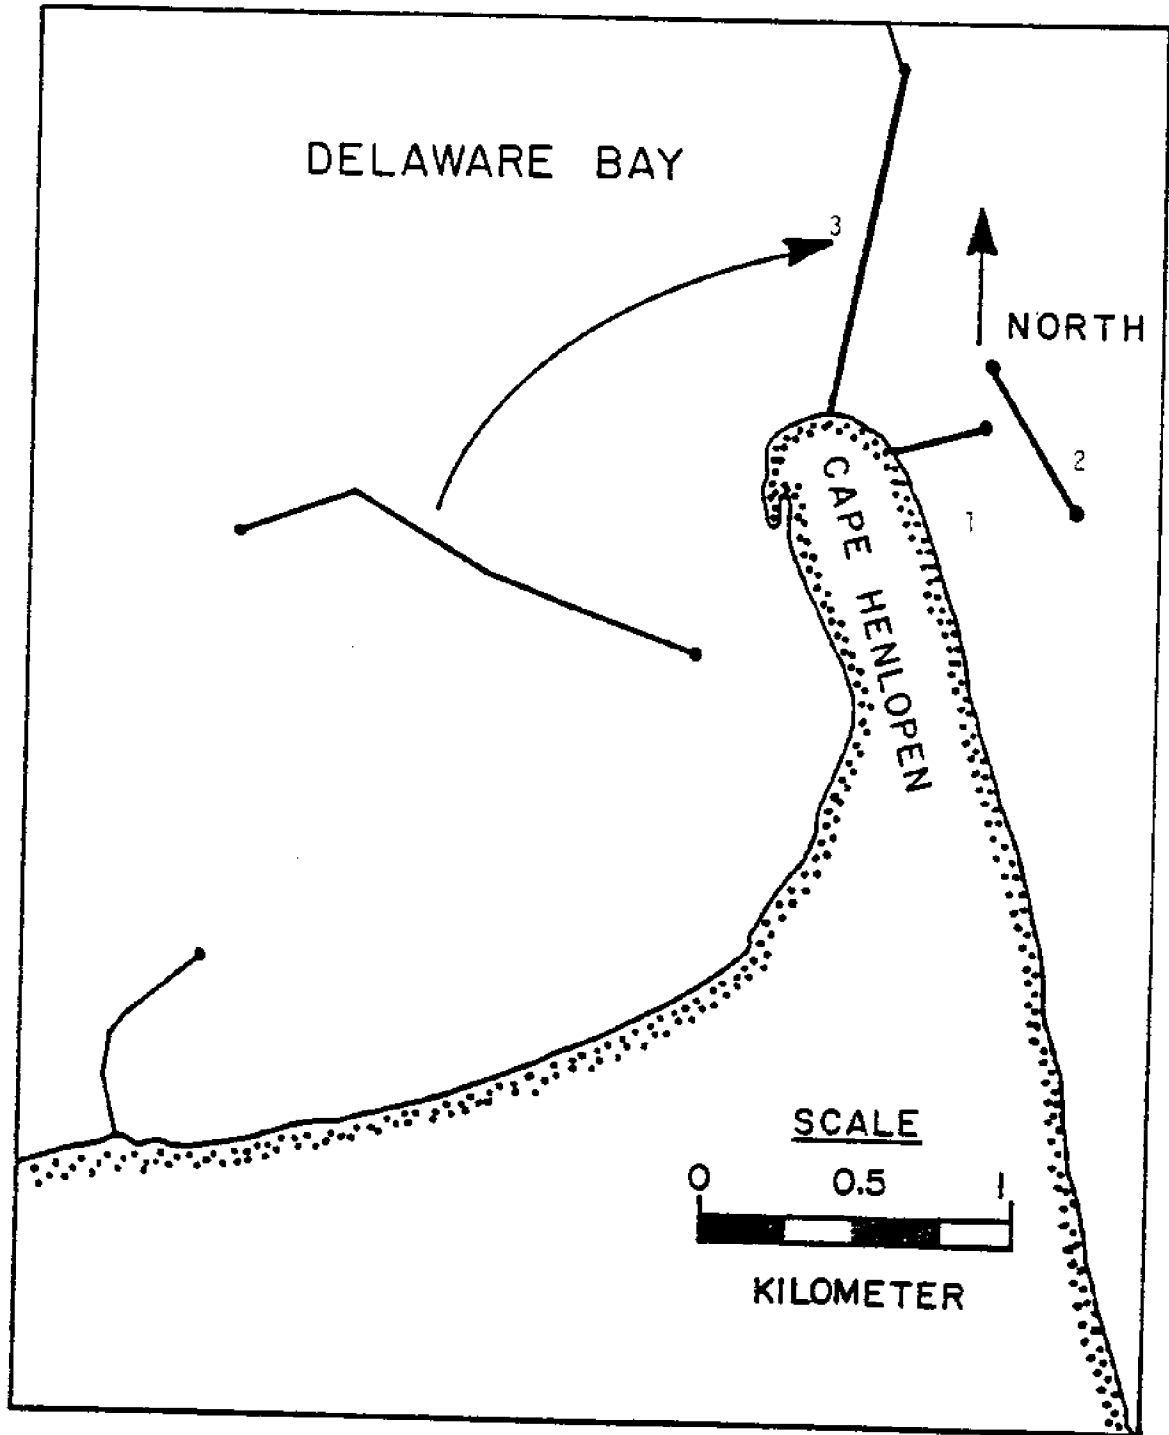 DELAWARE BAY
3
NORTH
2
1
CAPE HENLOPEN
SCALE
0 0.5 1
KILOMETER